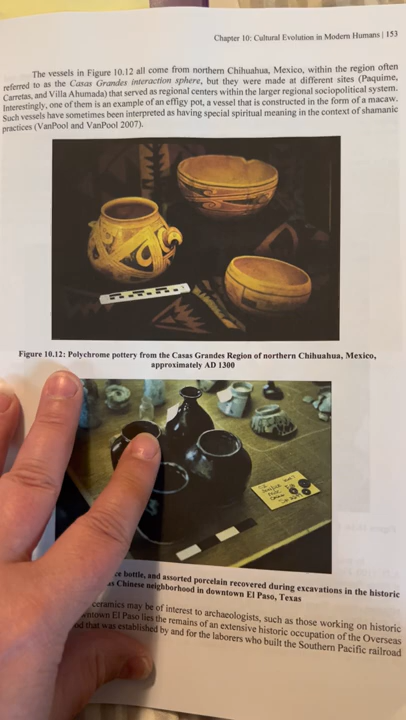 Chapter 10: Cultural Evolution in Modern Humans | 153
The vessels in Figure 10.12 all come from northern Chihuahua, Mexico, within the region often
referred to as the Casas Grandes interaction sphere, but they were made at different sites (Paquime,
Carretas, and Villa Ahumada) that served as regional centers within the larger regional sociopolitical system.
Interestingly, one of them is an example of an effigy pot, a vessel that is constructed in the form of a macaw.
Such vessels have sometimes been interpreted as having special spiritual meaning in the context of shamanic
practices (VanPool and VanPool 2007).
Figure 10.12: Polychrome pottery from the Casas Grandes Region of northern Chihuahua, Mexico,
approximately AD 1300
bottle, and assorted porcelain recovered during excavations in the historic
Chinese neighborhood in downtown El Paso, Texas
ceramics may be of interest to archaeologists, such as those working on historic
El Paso lies the remains of an extensive historic occupation of the Overseas
that was established by and for the laborers who built the Southern Pacific railroad